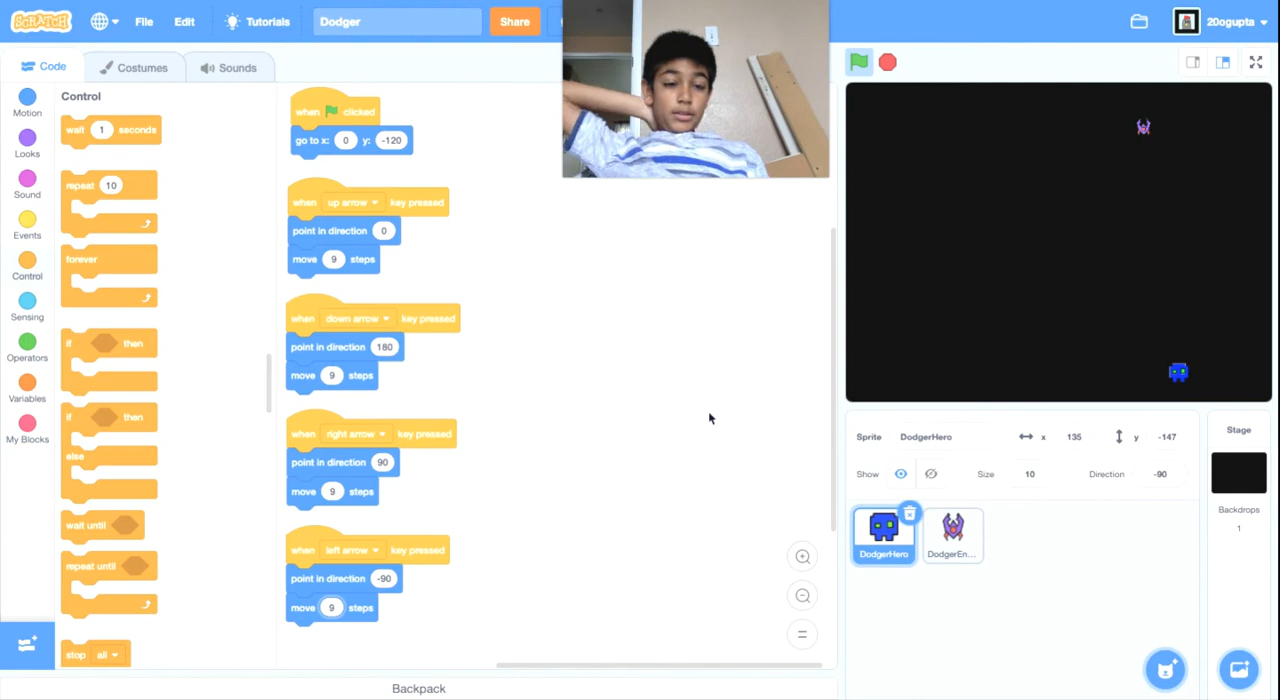 SCRATCH
File
Edit
Tutorials
Dodger
Share
20ogupta
Code
Costumes
Sounds
Motion
Looks
Sound
Events
Control
Sensing
Operators
Variables
My Blocks
Control
wait 1 seconds
repeat 10
forever
if then
if then
else
wait until
repeat until
stop all
when clicked
go to x: 0 y: -120
when up arrow key pressed
point in direction 0
move 9 steps
when down arrow key pressed
point in direction 180
move 9 steps
when right arrow key pressed
point in direction 90
move 9 steps
when left arrow key pressed
point in direction -90
move 9 steps
Backpack
Sprite DodgerHero x 135 y -147
Show Size 10 Direction -90
DodgerHero
DodgerEn...
Stage
Backdrops
1